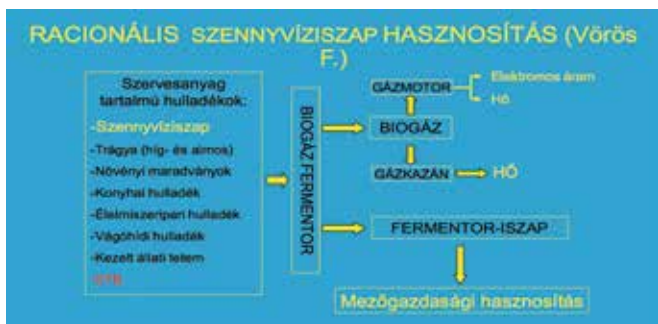 RACIONÁLIS SZENNYVÍZISZAP HASZNOSÍTÁS (Vörös
F.)
Szervesanyag
tartalmú hulladékok:
-Szennyvíziszap
-Trágya (híg- és almos)
-Növényi maradványok
-Konyhai hulladék
-Élelmiszeripari hulladék
-Vágóhídi hulladék
-Kezelt állati tetem
-STB.
BIOGÁZ FERMENTOR
GÁZMOTOR
Elektromos áram
Hő
BIOGÁZ
GÁZKAZÁN
HŐ
FERMENTOR-ISZAP
Mezőgazdasági hasznosítás